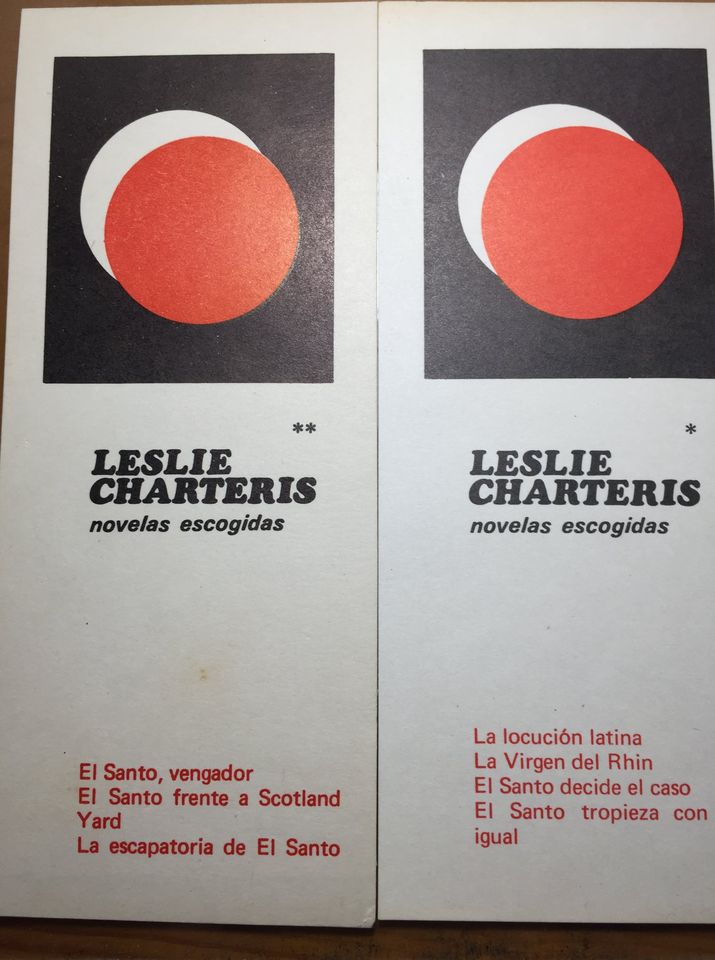 **
LESLIE
CHARTERIS
novelas escogidas
El Santo, vengador
El Santo frente a Scotland
Yard
La escapatoria de El Santo
*
LESLIE
CHARTERIS
novelas escogidas
La locución latina
La Virgen del Rhin
El Santo decide el caso
El Santo tropieza con
igual